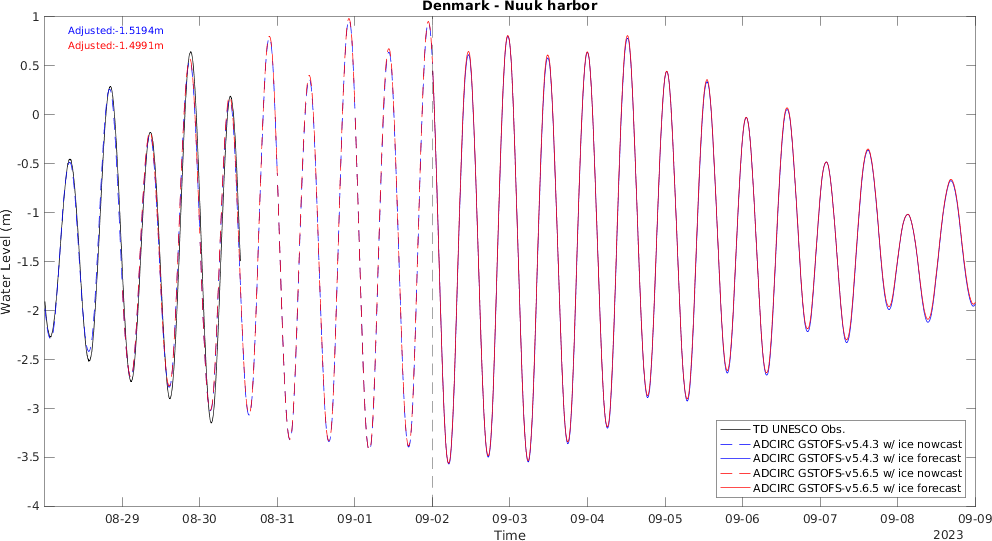 Denmark - Nuuk harbor
Adjusted:-1.5194m
Adjusted:-1.4991m
1
0.5
0
-0.5
-1
-1.5
-2
-2.5
-3
-3.5
-4
Water Level (m)
08-29 08-30 08-31 09-01 09-02 09-03 09-04 09-05 09-06 09-07 09-08 09-09
Time
2023
TD UNESCO Obs.
ADCIRC GSTOFS-v5.4.3 w/ ice nowcast
ADCIRC GSTOFS-v5.4.3 w/ ice forecast
ADCIRC GSTOFS-v5.6.5 w/ ice nowcast
ADCIRC GSTOFS-v5.6.5 w/ ice forecast